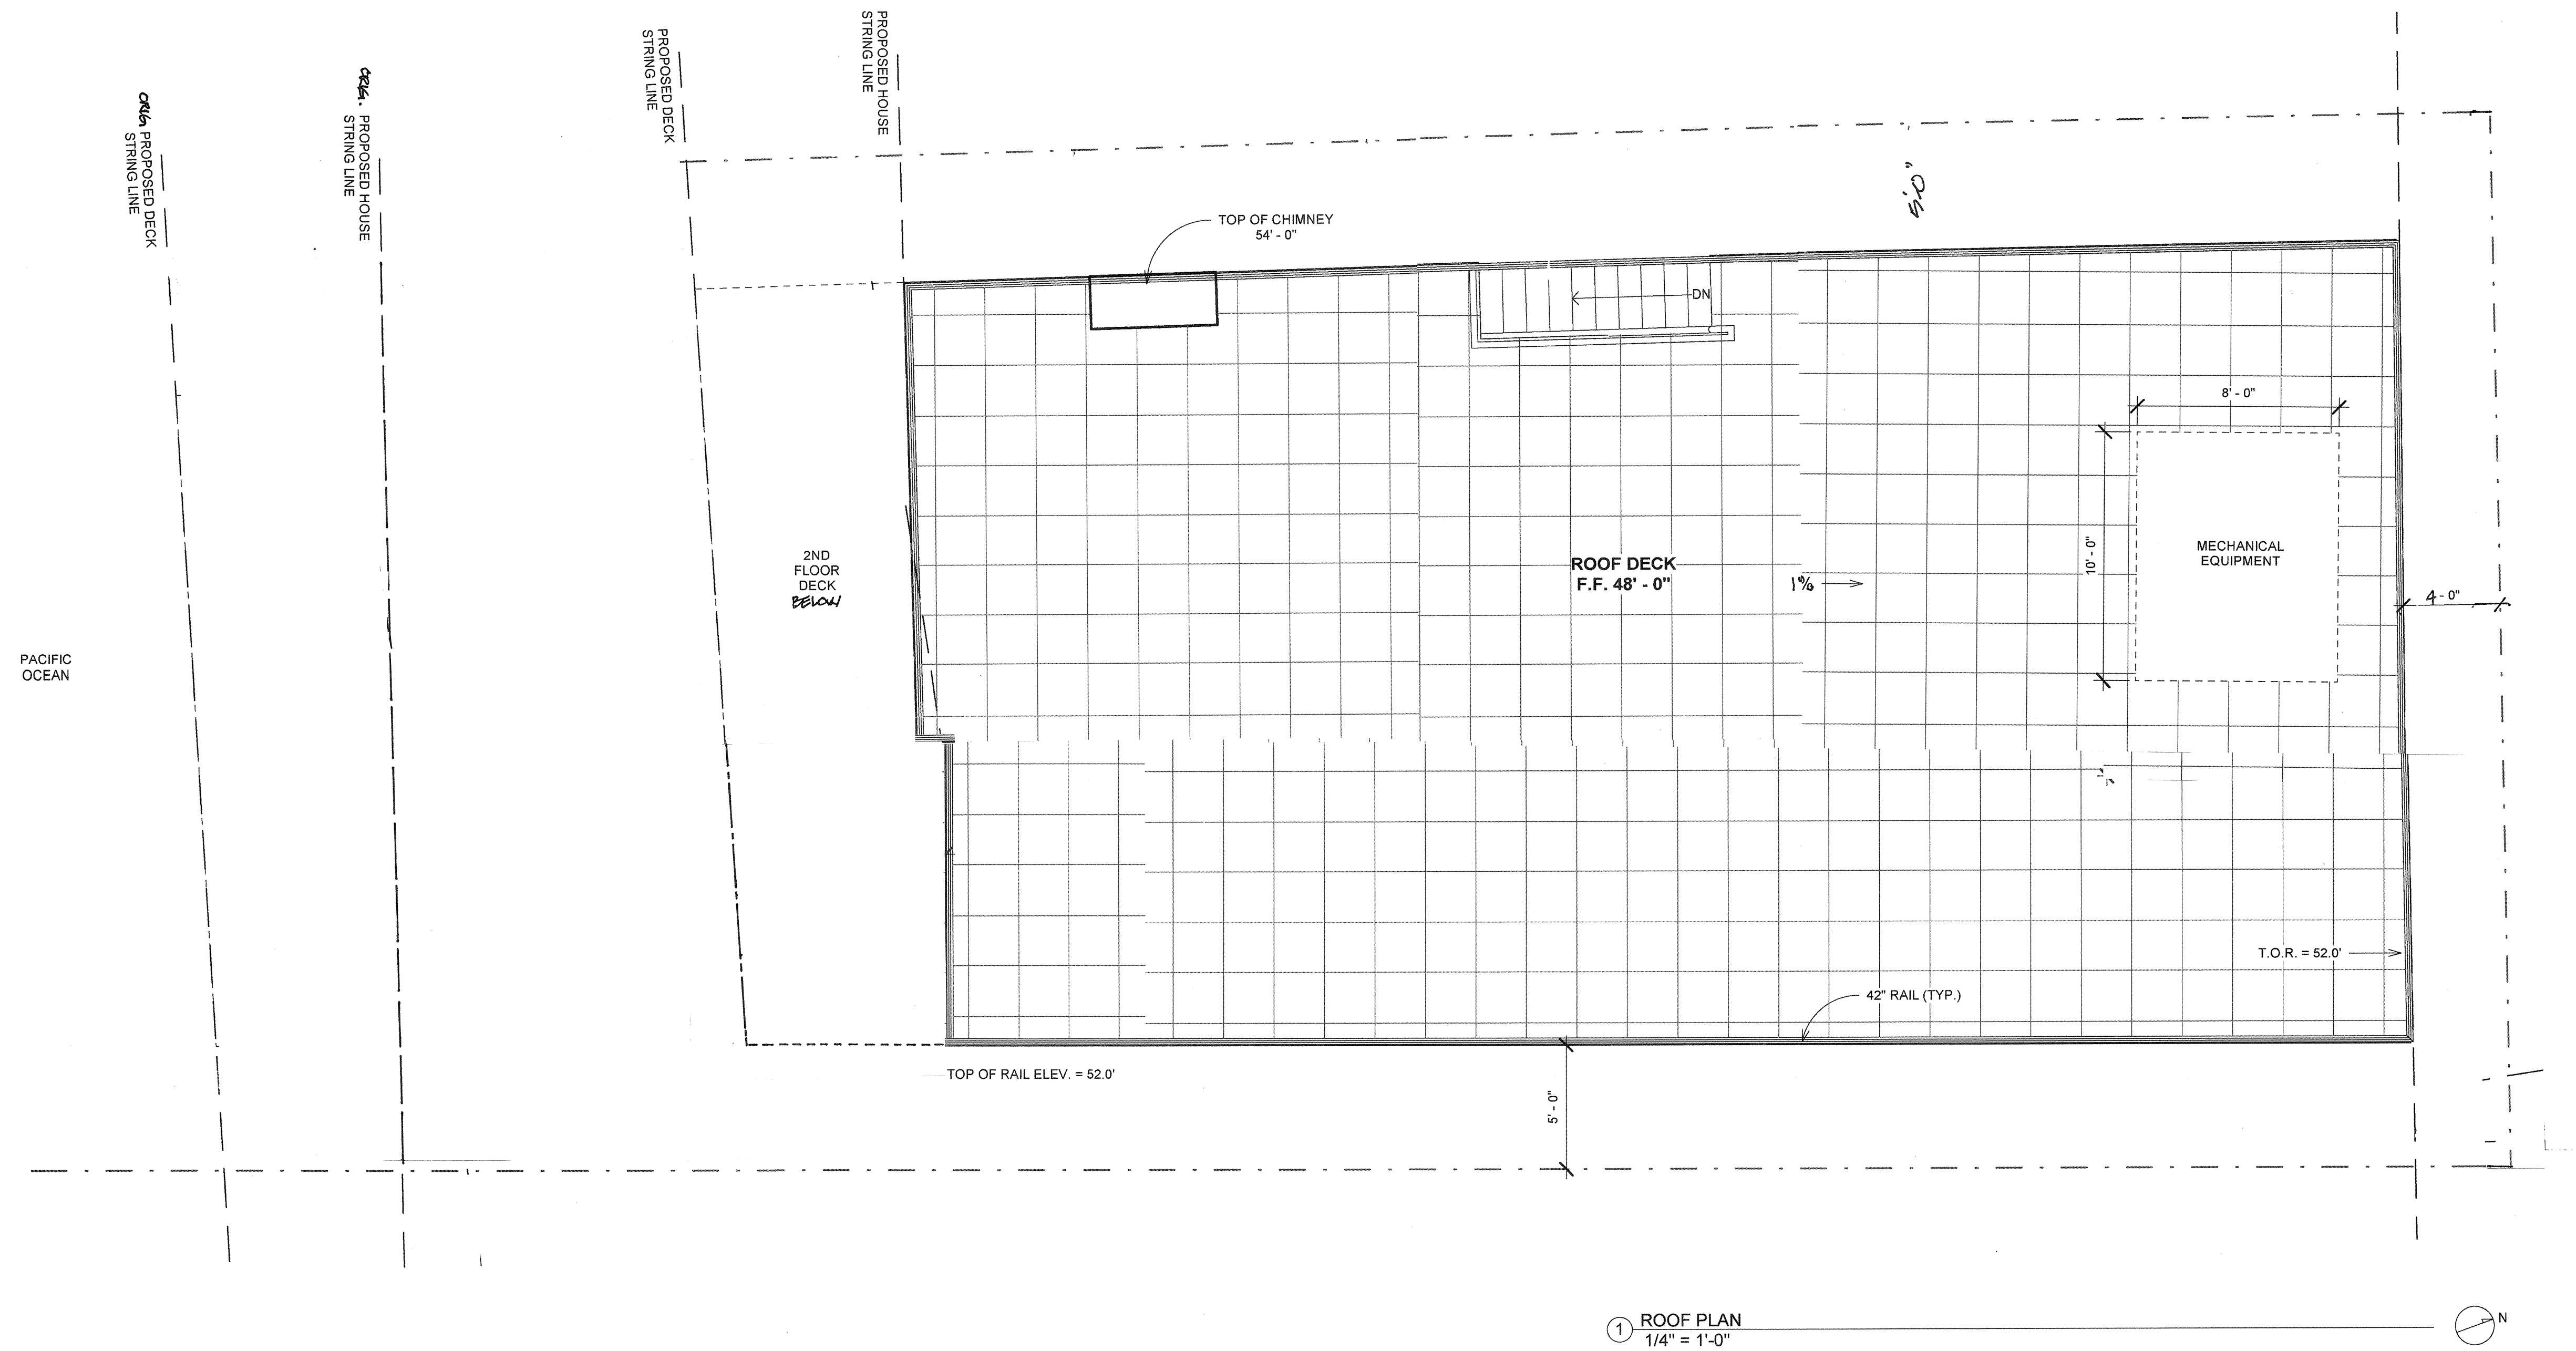 ORIG. PROPOSED DECK
STRING LINE
ORIG. PROPOSED HOUSE
STRING LINE
PROPOSED DECK
STRING LINE
PROPOSED HOUSE
STRING LINE
5'0"
TOP OF CHIMNEY
54' - 0"
DN
8' - 0"
10' - 0"
MECHANICAL
EQUIPMENT
4 - 0"
2ND
FLOOR
DECK
BELOW
ROOF DECK
F.F. 48' - 0"
1%
PACIFIC
OCEAN
T.O.R. = 52.0'
42" RAIL (TYP.)
TOP OF RAIL ELEV. = 52.0'
5' - 0"
1
ROOF PLAN
1/4" = 1'-0"
N